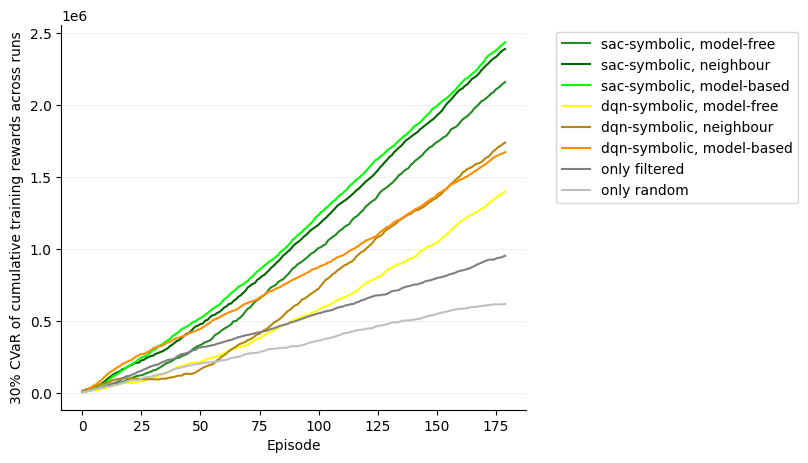 1e6
30% CVaR of cumulative training rewards across runs
2.5
2.0
1.5
1.0
0.5
0.0
0 25 50 75 100 125 150 175
Episode
sac-symbolic, model-free
sac-symbolic, neighbour
sac-symbolic, model-based
dqn-symbolic, model-free
dqn-symbolic, neighbour
dqn-symbolic, model-based
only filtered
only random